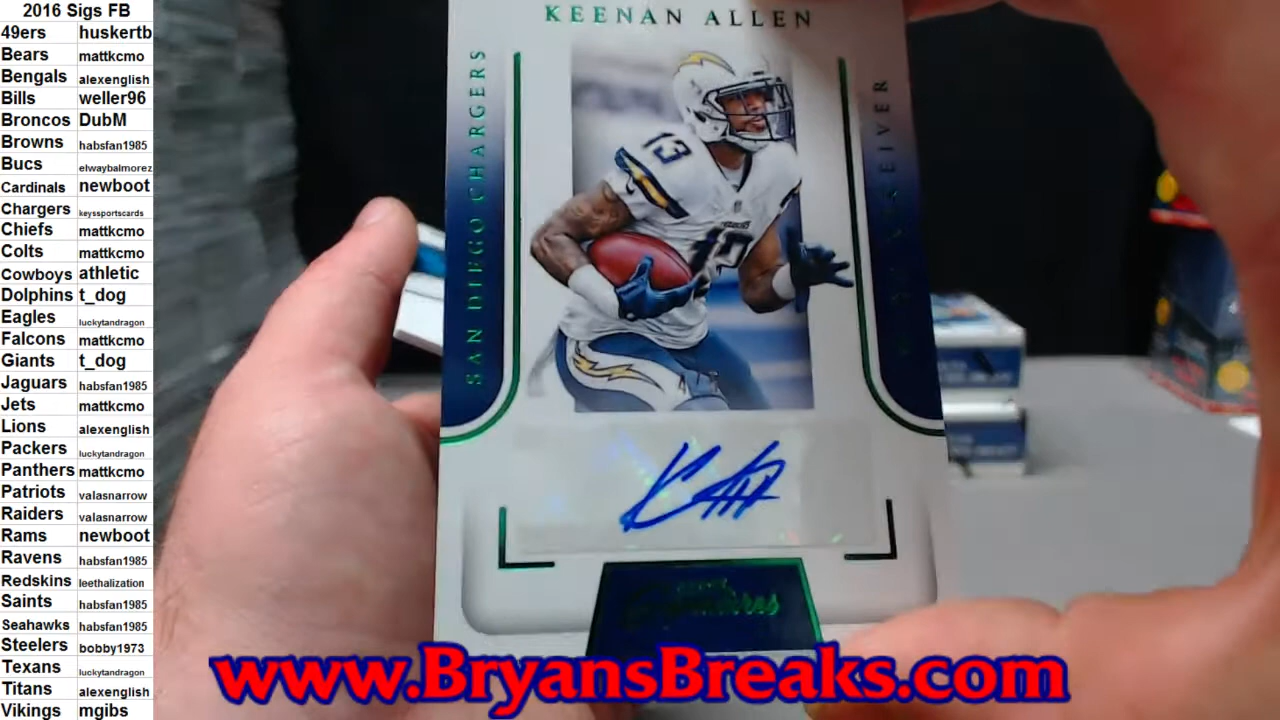 2016 Sigs FB
49ers huskertb
Bears mattkcmo
Bengals alexenglish
Bills weller96
Broncos DubM
Browns habsfan1985
Bucs elwaybalmorez
Cardinals newboot
Chargers keyssportscards
Chiefs mattkcmo
Colts mattkcmo
Cowboys athletic
Dolphins t_dog
Eagles luckytandragon
Falcons mattkcmo
Giants t_dog
Jaguars habsfan1985
Jets mattkcmo
Lions alexenglish
Packers luckytandragon
Panthers mattkcmo
Patriots valasnarrow
Raiders valasnarrow
Rams newboot
Ravens habsfan1985
Redskins leethalization
Saints habsfan1985
Seahawks habsfan1985
Steelers bobby1973
Texans luckytandragon
Titans alexenglish
Vikings mgibs
KEENAN ALLEN
SAN DIEGO CHARGERS
13
www.BryansBreaks.com